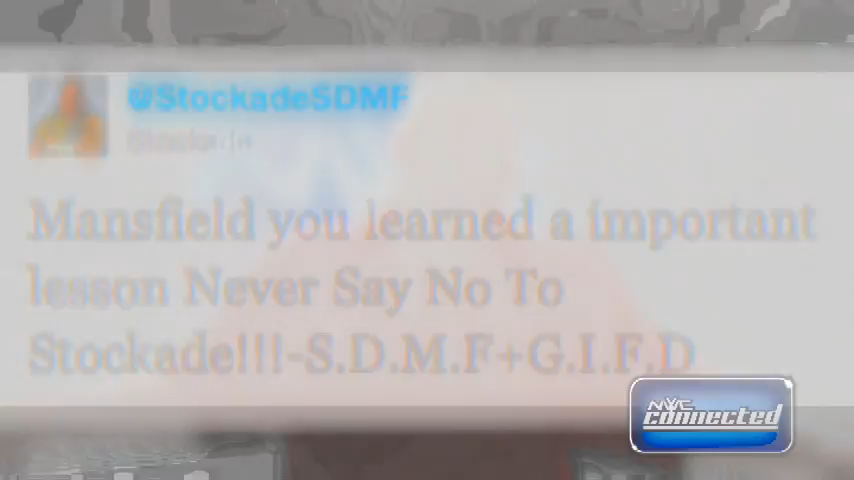 @StockadeSDMF
Mansfield you learned a important
lesson Never Say No To
Stockade!!!-S.D.M.F+G.I.F.D
NYC
connected